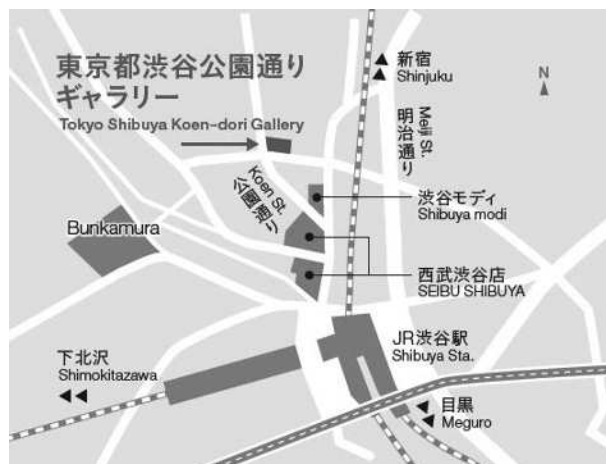 東京都渋谷公園通り
ギャラリー
Tokyo Shibuya Koen-dori Gallery
新宿
Shinjuku
N
Meiji St.
明治通り
Koen St.
公園通り
渋谷モディ
Shibuya modi
Bunkamura
西武渋谷店
SEIBU SHIBUYA
JR渋谷駅
Shibuya Sta.
下北沢
Shimokitazawa
目黒
Meguro